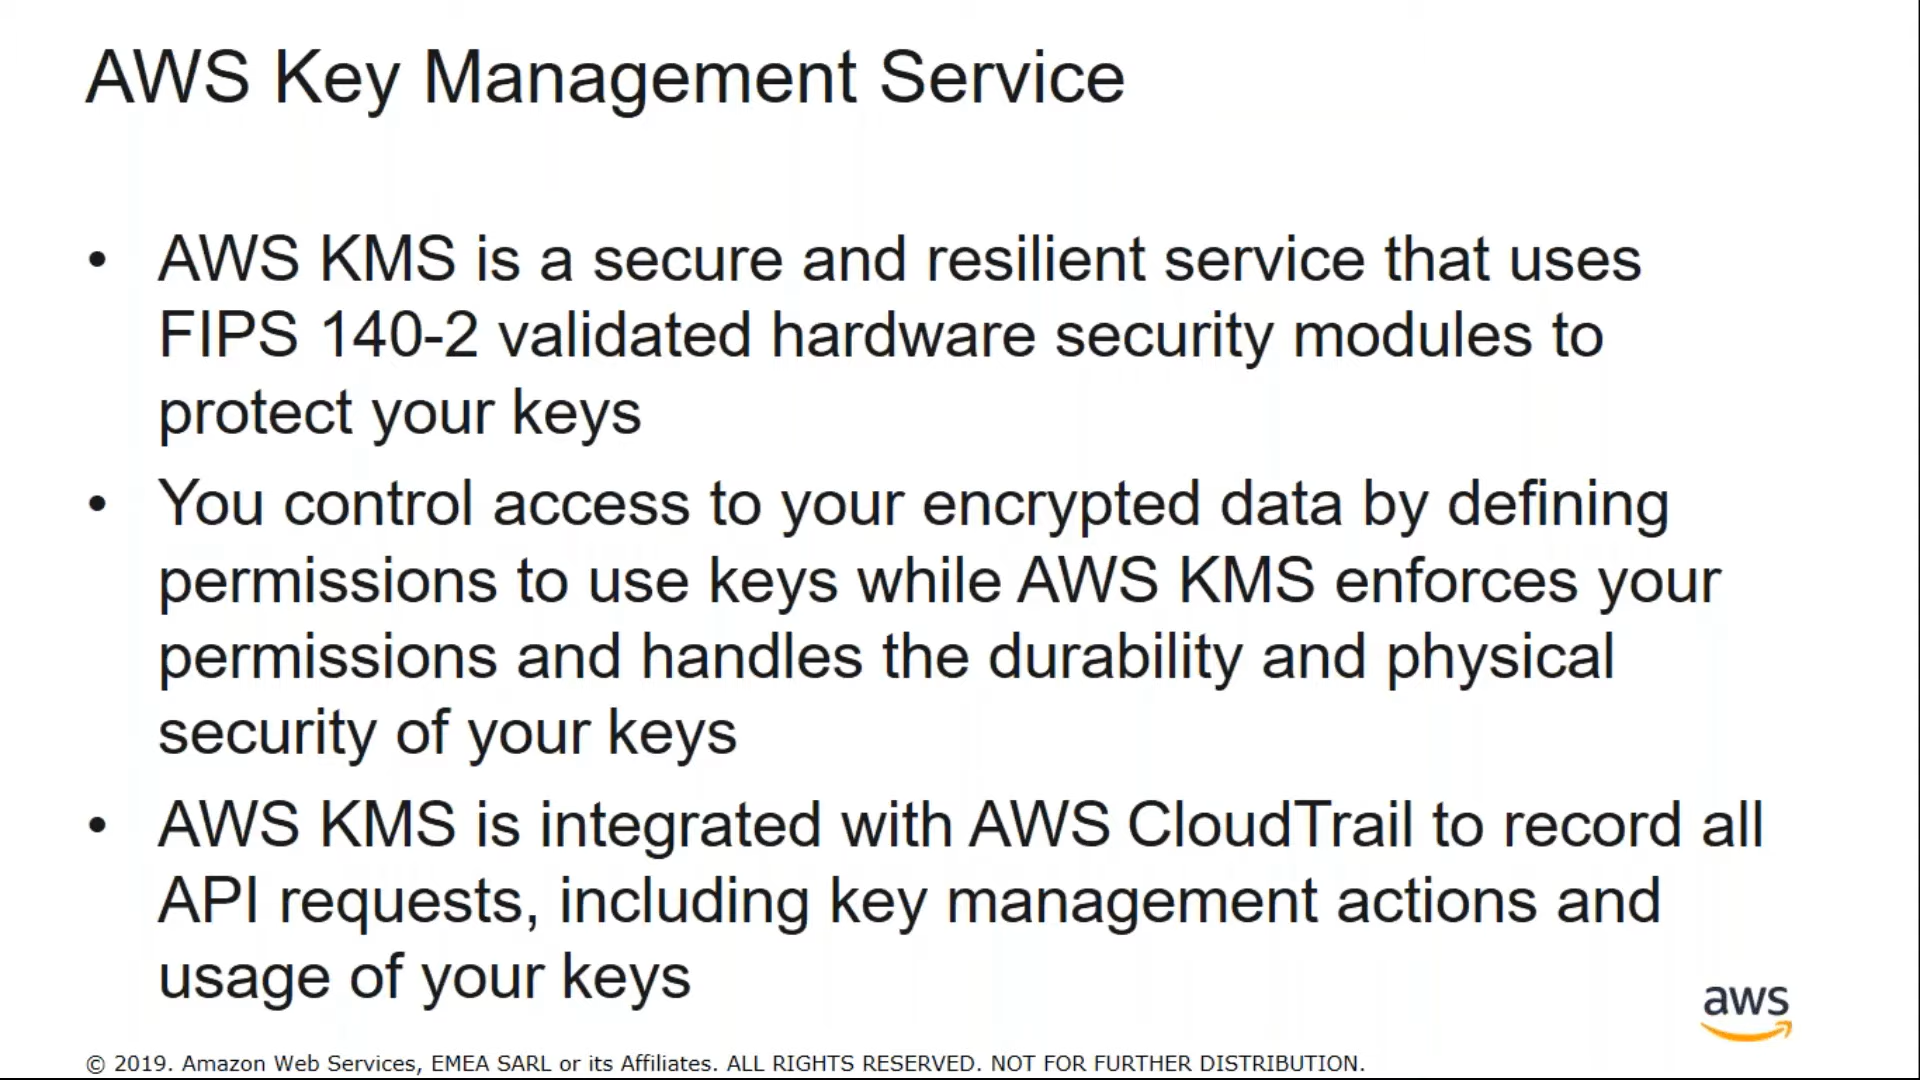 AWS Key Management Service
• AWS KMS is a secure and resilient service that uses
FIPS 140-2 validated hardware security modules to
protect your keys
• You control access to your encrypted data by defining
permissions to use keys while AWS KMS enforces your
permissions and handles the durability and physical
security of your keys
• AWS KMS is integrated with AWS CloudTrail to record all
API requests, including key management actions and
usage of your keys
aws
© 2019. Amazon Web Services, EMEA SARL or its Affiliates. ALL RIGHTS RESERVED. NOT FOR FURTHER DISTRIBUTION.